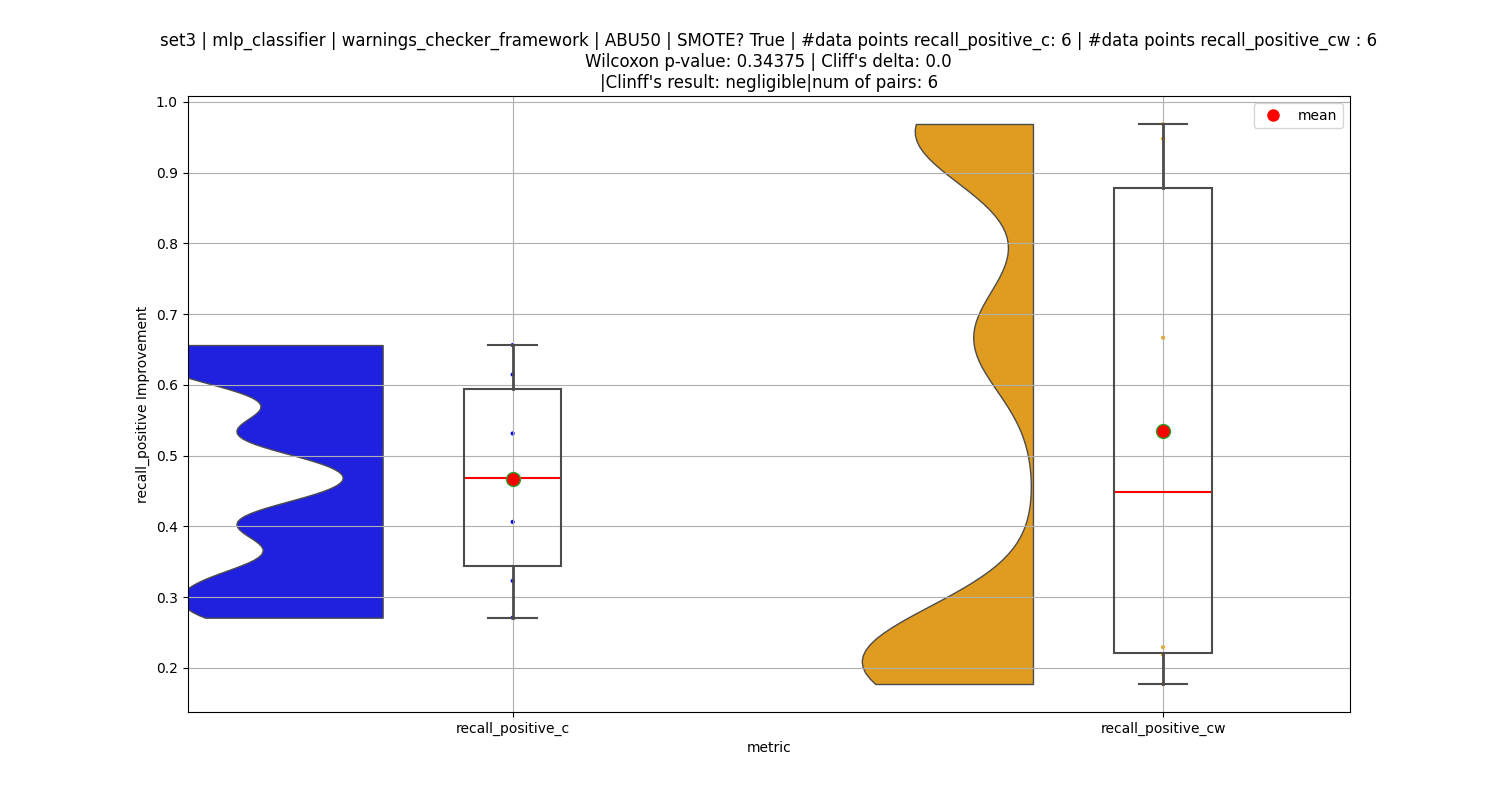 set3 | mlp_classifier | warnings_checker_framework | ABU50 | SMOTE? True | #data points recall_positive_c: 6 | #data points recall_positive_cw : 6
Wilcoxon p-value: 0.34375 | Cliff's delta: 0.0
|Clinff's result: negligible|num of pairs: 6
mean
1.0
0.9
0.8
0.7
0.6
0.5
0.4
0.3
0.2
recall_positive Improvement
recall_positive_c
recall_positive_cw
metric